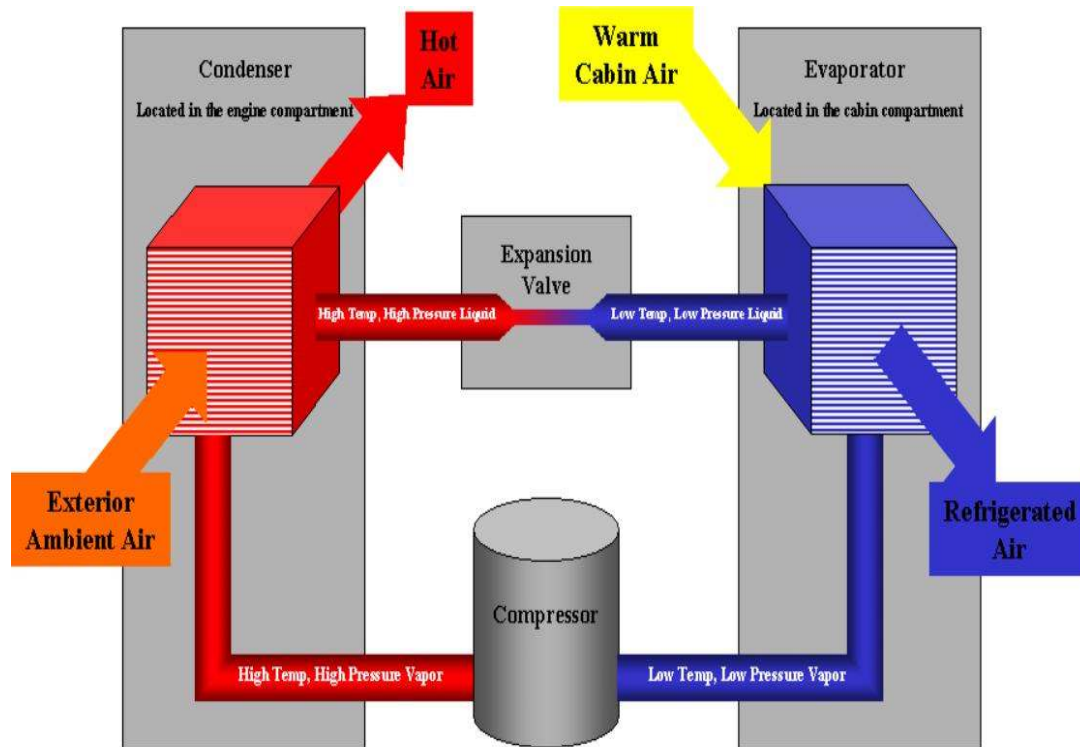 Hot
Air
Warm
Cabin Air
Condenser
Located in the engine compartment
Evaporator
Located in the cabin compartment
Expansion
Valve
High Temp, High Pressure Liquid
Low Temp, Low Pressure Liquid
Exterior
Ambient Air
Refrigerated
Air
Compressor
High Temp, High Pressure Vapor
Low Temp, Low Pressure Vapor